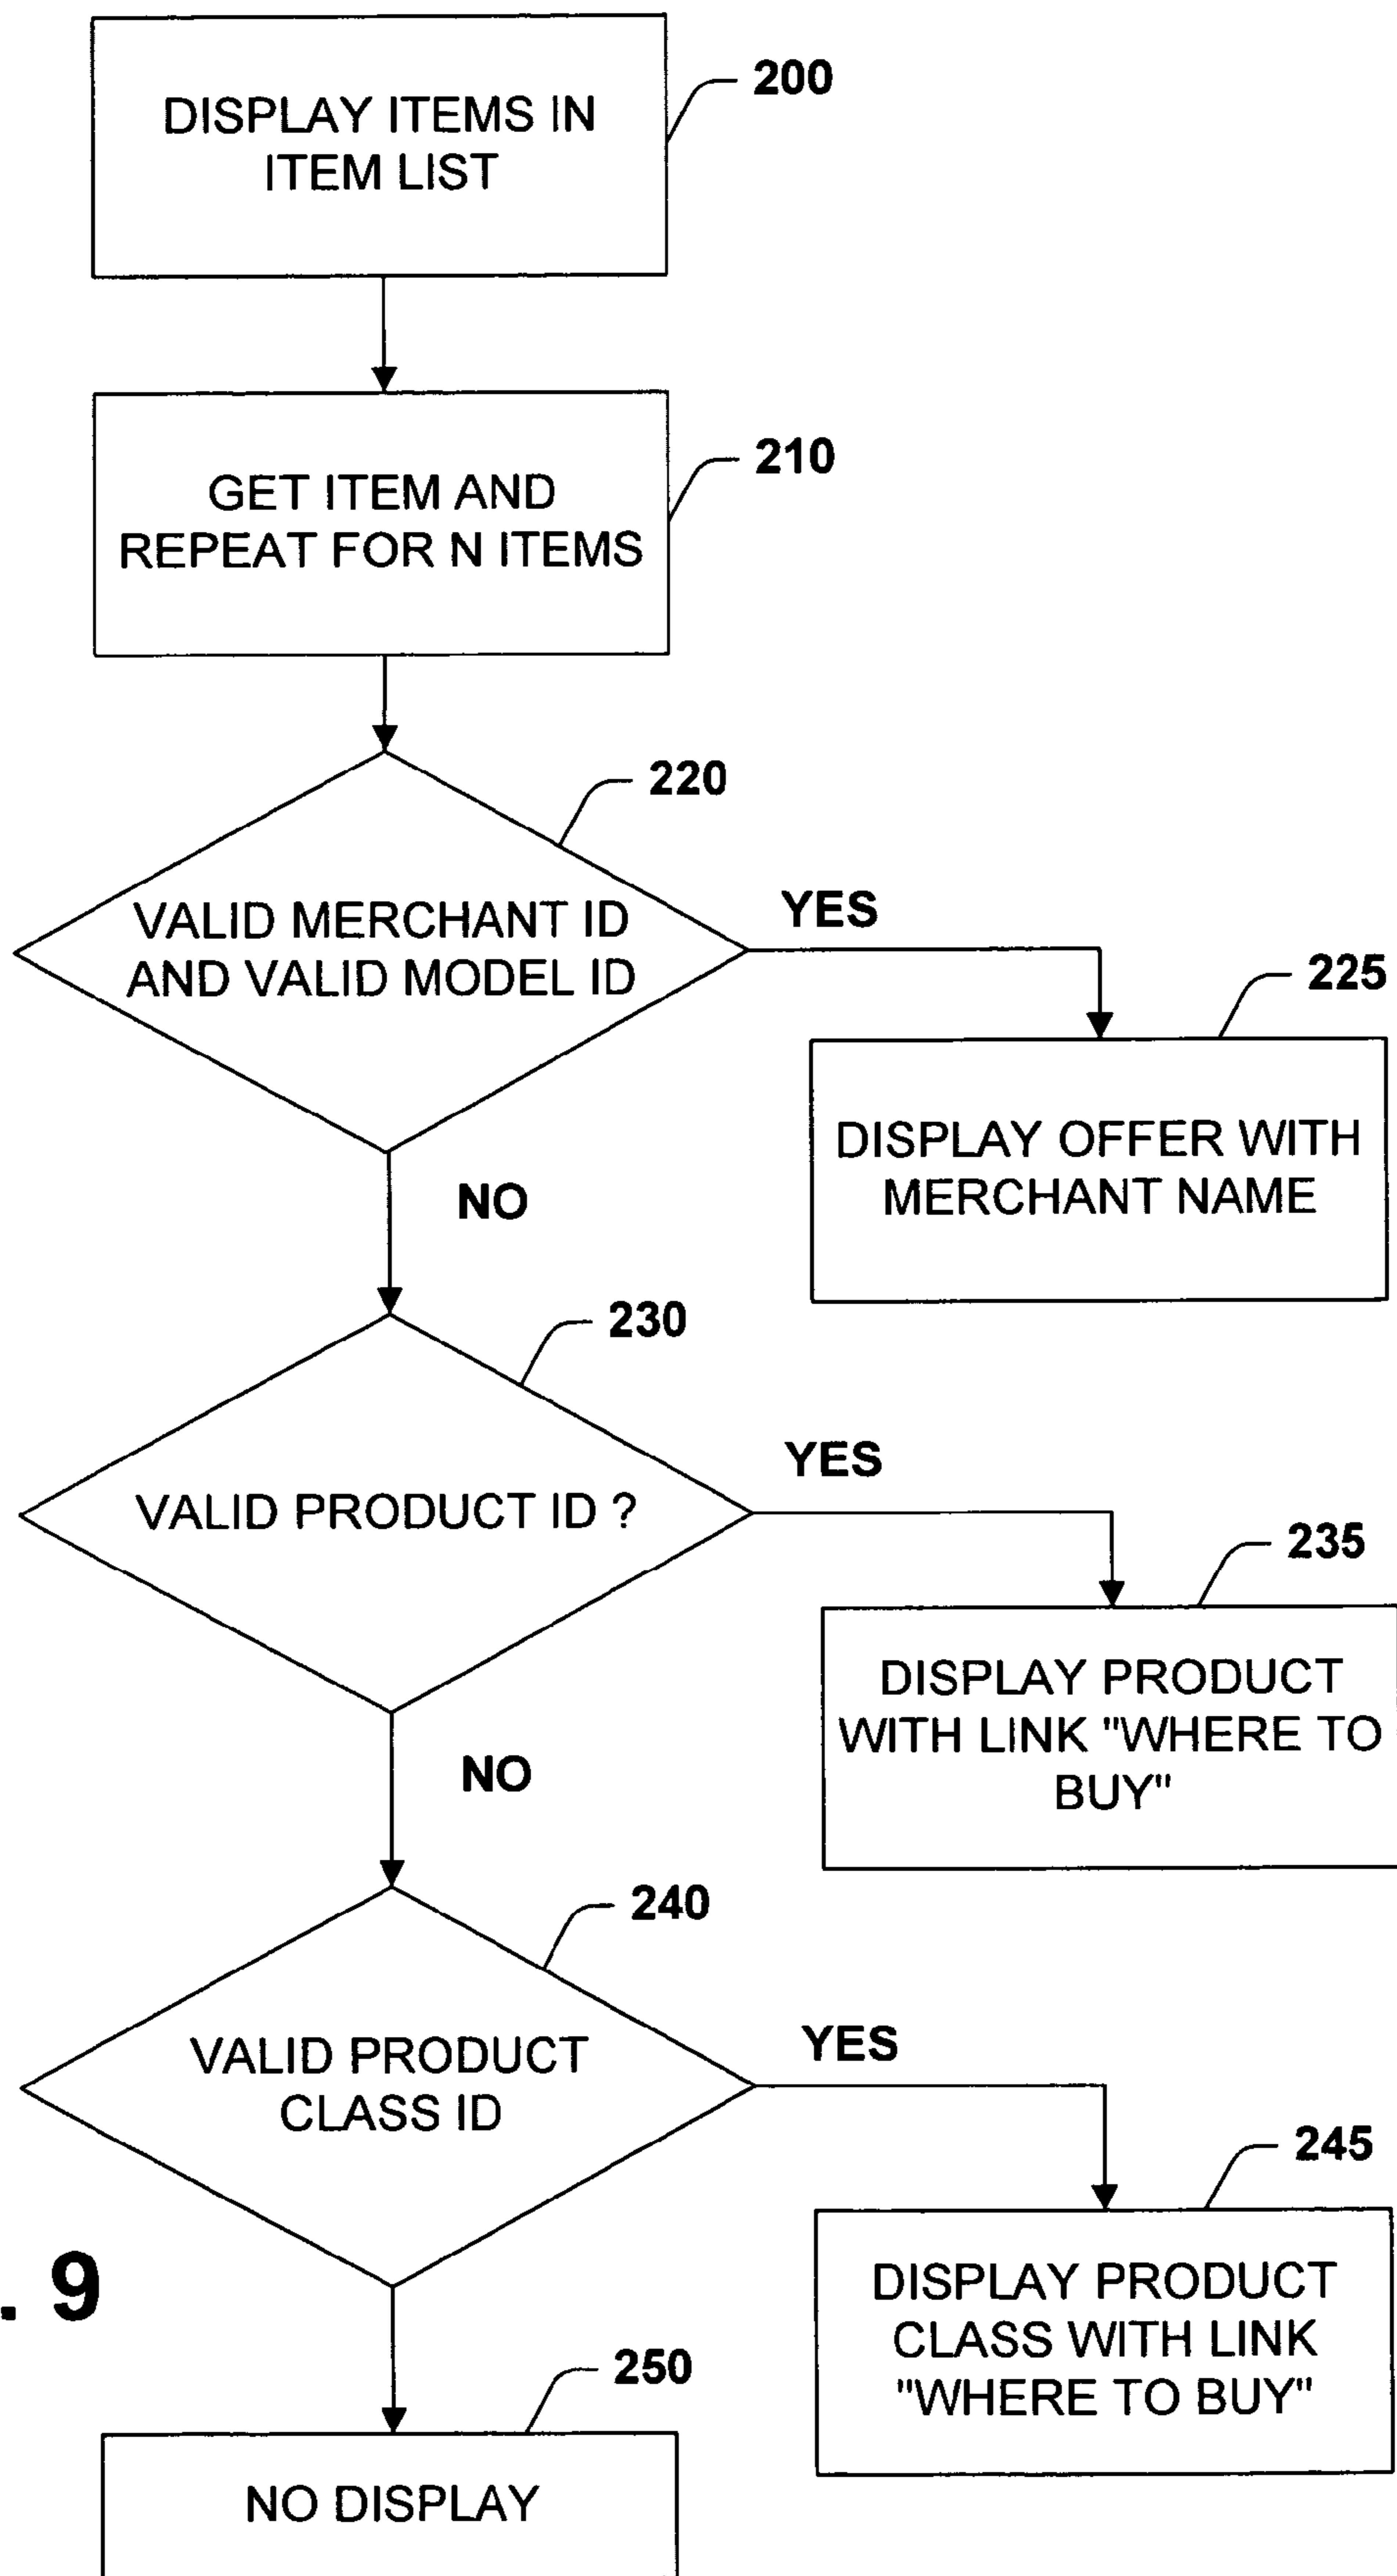 200
DISPLAY ITEMS IN
ITEM LIST
210
GET ITEM AND
REPEAT FOR N ITEMS
220
VALID MERCHANT ID
AND VALID MODEL ID
YES
225
DISPLAY OFFER WITH
MERCHANT NAME
NO
230
VALID PRODUCT ID ?
YES
235
DISPLAY PRODUCT
WITH LINK "WHERE TO
BUY"
NO
240
VALID PRODUCT
CLASS ID
YES
245
DISPLAY PRODUCT
CLASS WITH LINK
"WHERE TO BUY"
. 9
250
NO DISPLAY